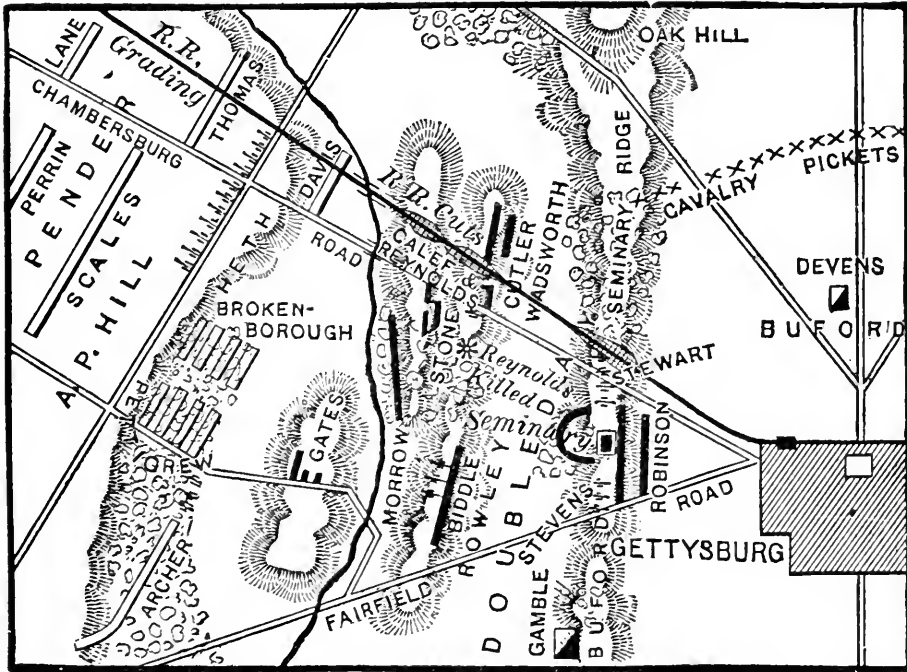 LANE
R.R.
Grading
THOMAS
CHAMBERSBURG
ROAD
PERRIN
PENDER
SCALES
A. P. HILL
HETH
DAVIS
BROKEN-
BOROUGH
PETTIGREW
ARCHER
GATES
MORROW
R.R. Cuts
CALEF &
REYNOLDS
STONE
CUTLER
WADSWORTH
Reynolds
Killed
Seminary
BIDDLE
ROWLEY
DOUBLEDAY
STEVENS
STEWART
ROBINSON
FAIRFIELD
ROAD
GAMBLE
BUFORD
OAK HILL
SEMINARY RIDGE
CAVALRY
PICKETS
DEVENS
BUFORD
GETTYSBURG